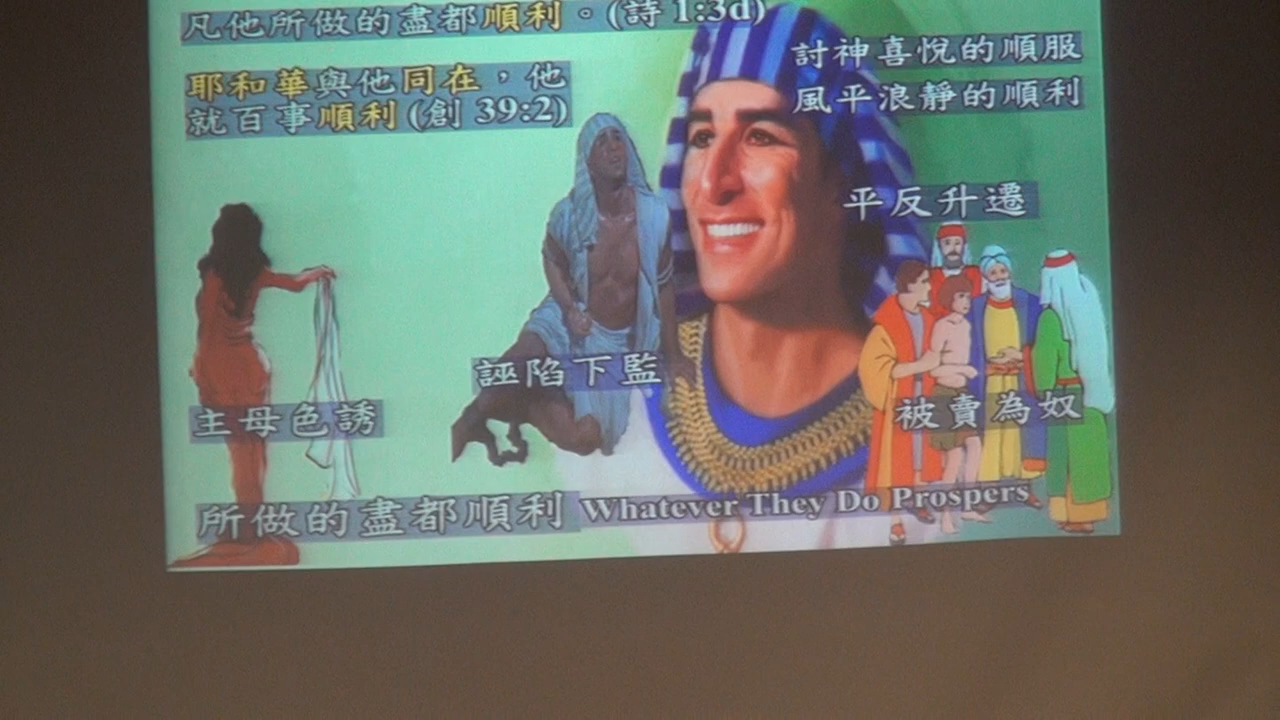 凡他所做的盡都順利。(詩 1:3d)
討神喜悅的順服
風平浪靜的順利
耶和華與他同在，他
就百事順利 (創 39:2)
平反升遷
誣陷下監
主母色誘
被賣為奴
所做的盡都順利 Whatever They Do Prospers